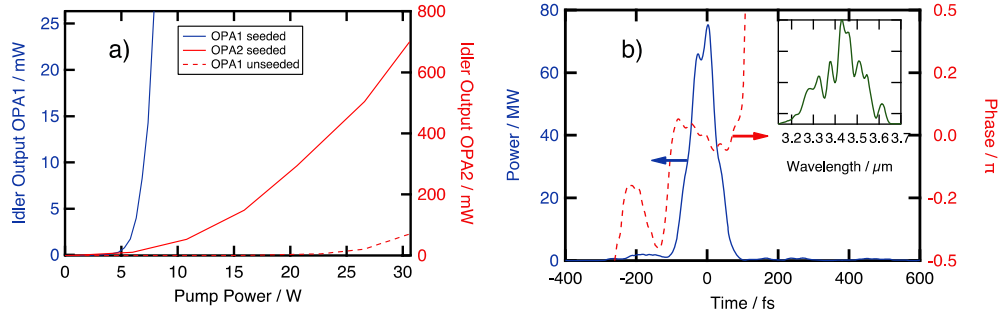 a)
OPA1 seeded
OPA2 seeded
OPA1 unseeded
Idler Output OPA1 / mW
25
20
15
10
5
0
Idler Output OPA2
/ mW
800
600
400
200
0
0 5 10 15 20 25 30
Pump Power / W
b)
Power / MW
80
60
40
20
0
Phase / π
0.5
0.2
0.0
-0.2
-0.5
3.2 3.3 3.4 3.4 3.5 3.6 3.7
Wavelength / μm
-400 -200 0 200 400 600
Time / fs